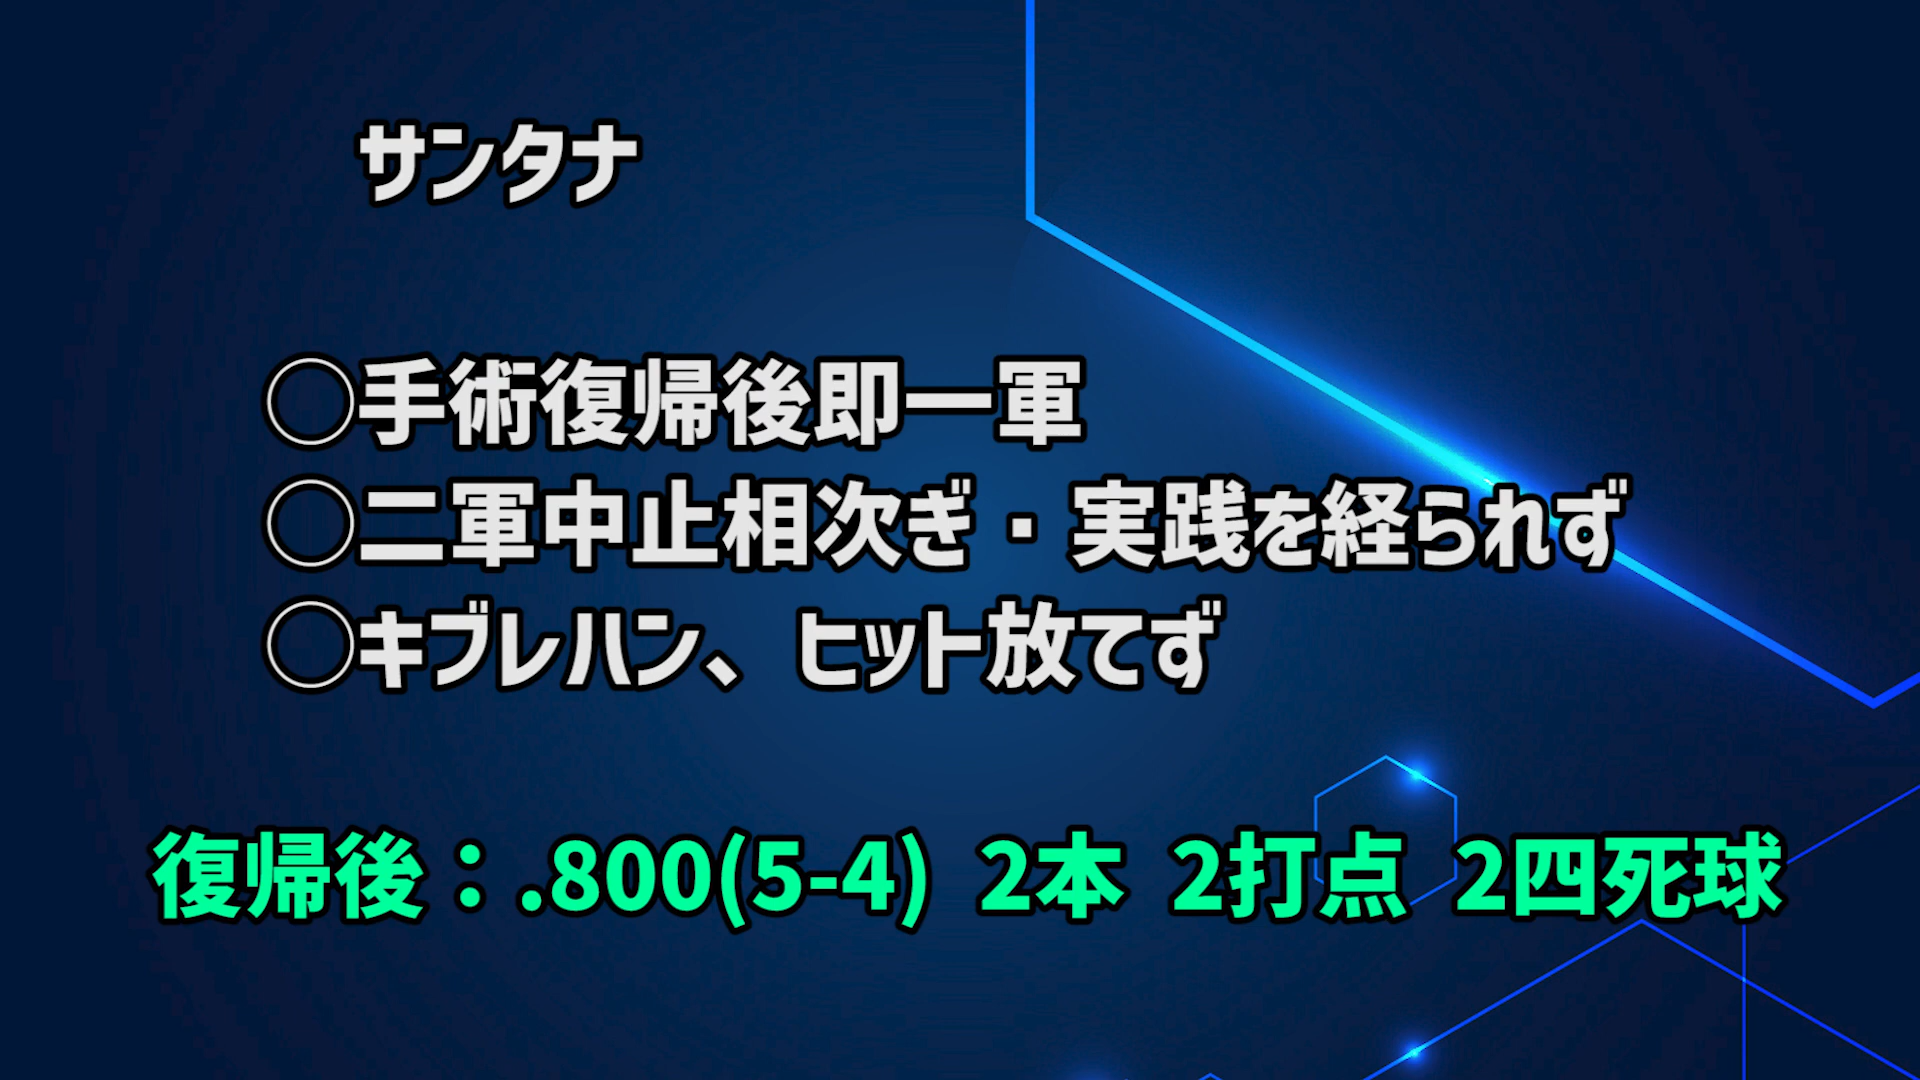 サンタナ
◯手術復帰後即一軍
◯二軍中止相次ぎ・実践を経られず
◯キブレハン、ヒット放てず
復帰後：.800(5-4) 2本 2打点 2四死球